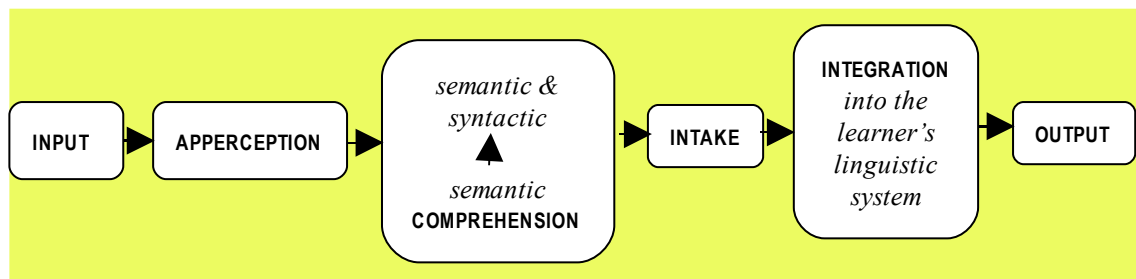 INPUT
APPERCEPTION
semantic &
syntactic
semantic
COMPREHENSION
INTAKE
INTEGRATION
into the
learner’s
linguistic
system
OUTPUT